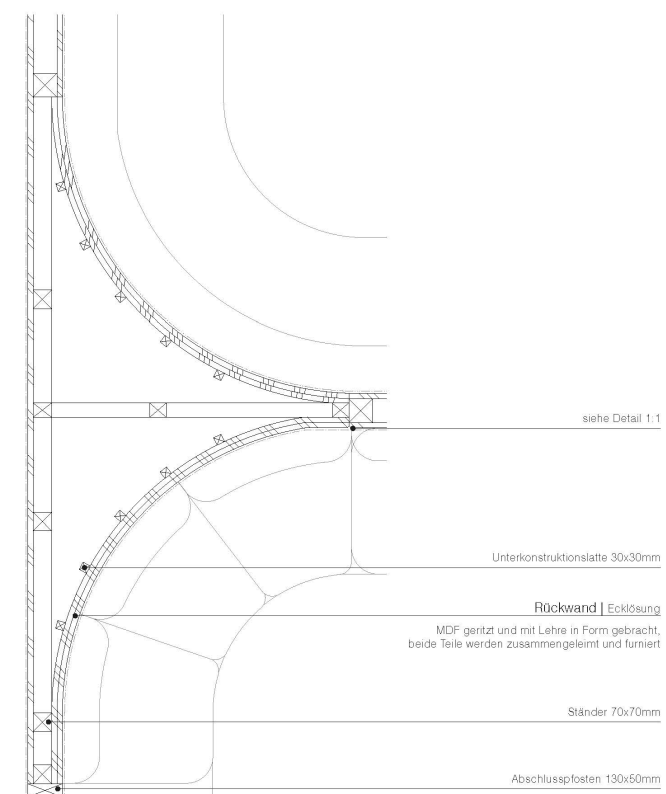 siehe Detail 1:1
Unterkonstruktionslatte 30x30mm
Rückwand | Ecklösung
MDF geritzt und mit Lehre in Form gebracht,
beide Teile werden zusammengeleimt und furniert
Ständer 70x70mm
Abschlusspfosten 130x50mm